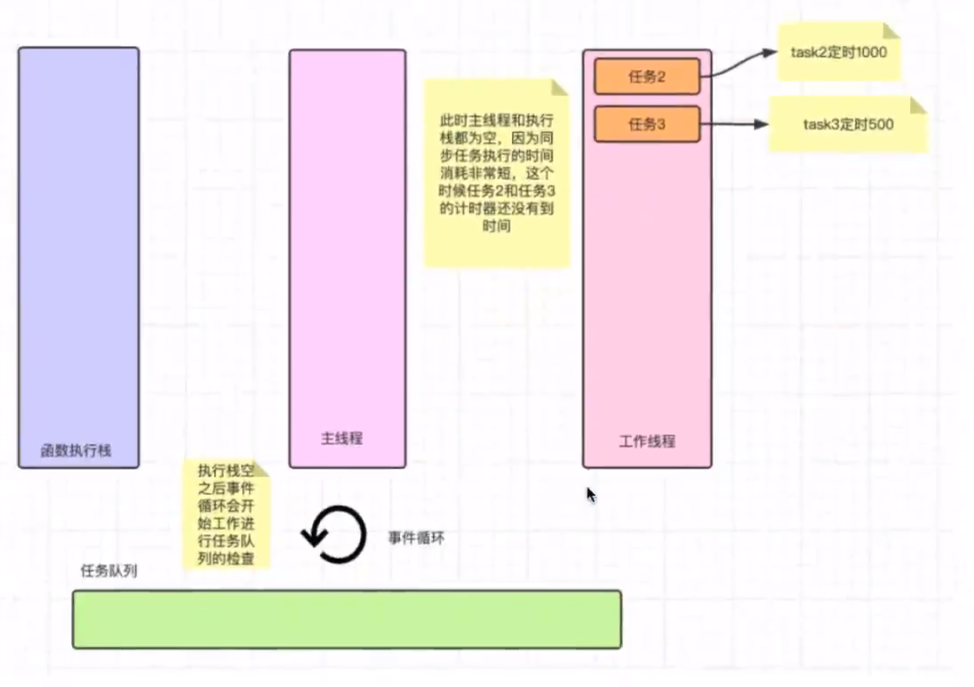 任务2
task2定时1000
任务3
task3定时500
此时主线程和执行
栈都为空，因为同
步任务执行的时间
消耗非常短，这个
时候任务2和任务3
的计时器还没有到
时间
函数执行栈
主线程
工作线程
执行栈空
之后事件
循环会开
始工作进
行任务队
列的检查
事件循环
任务队列